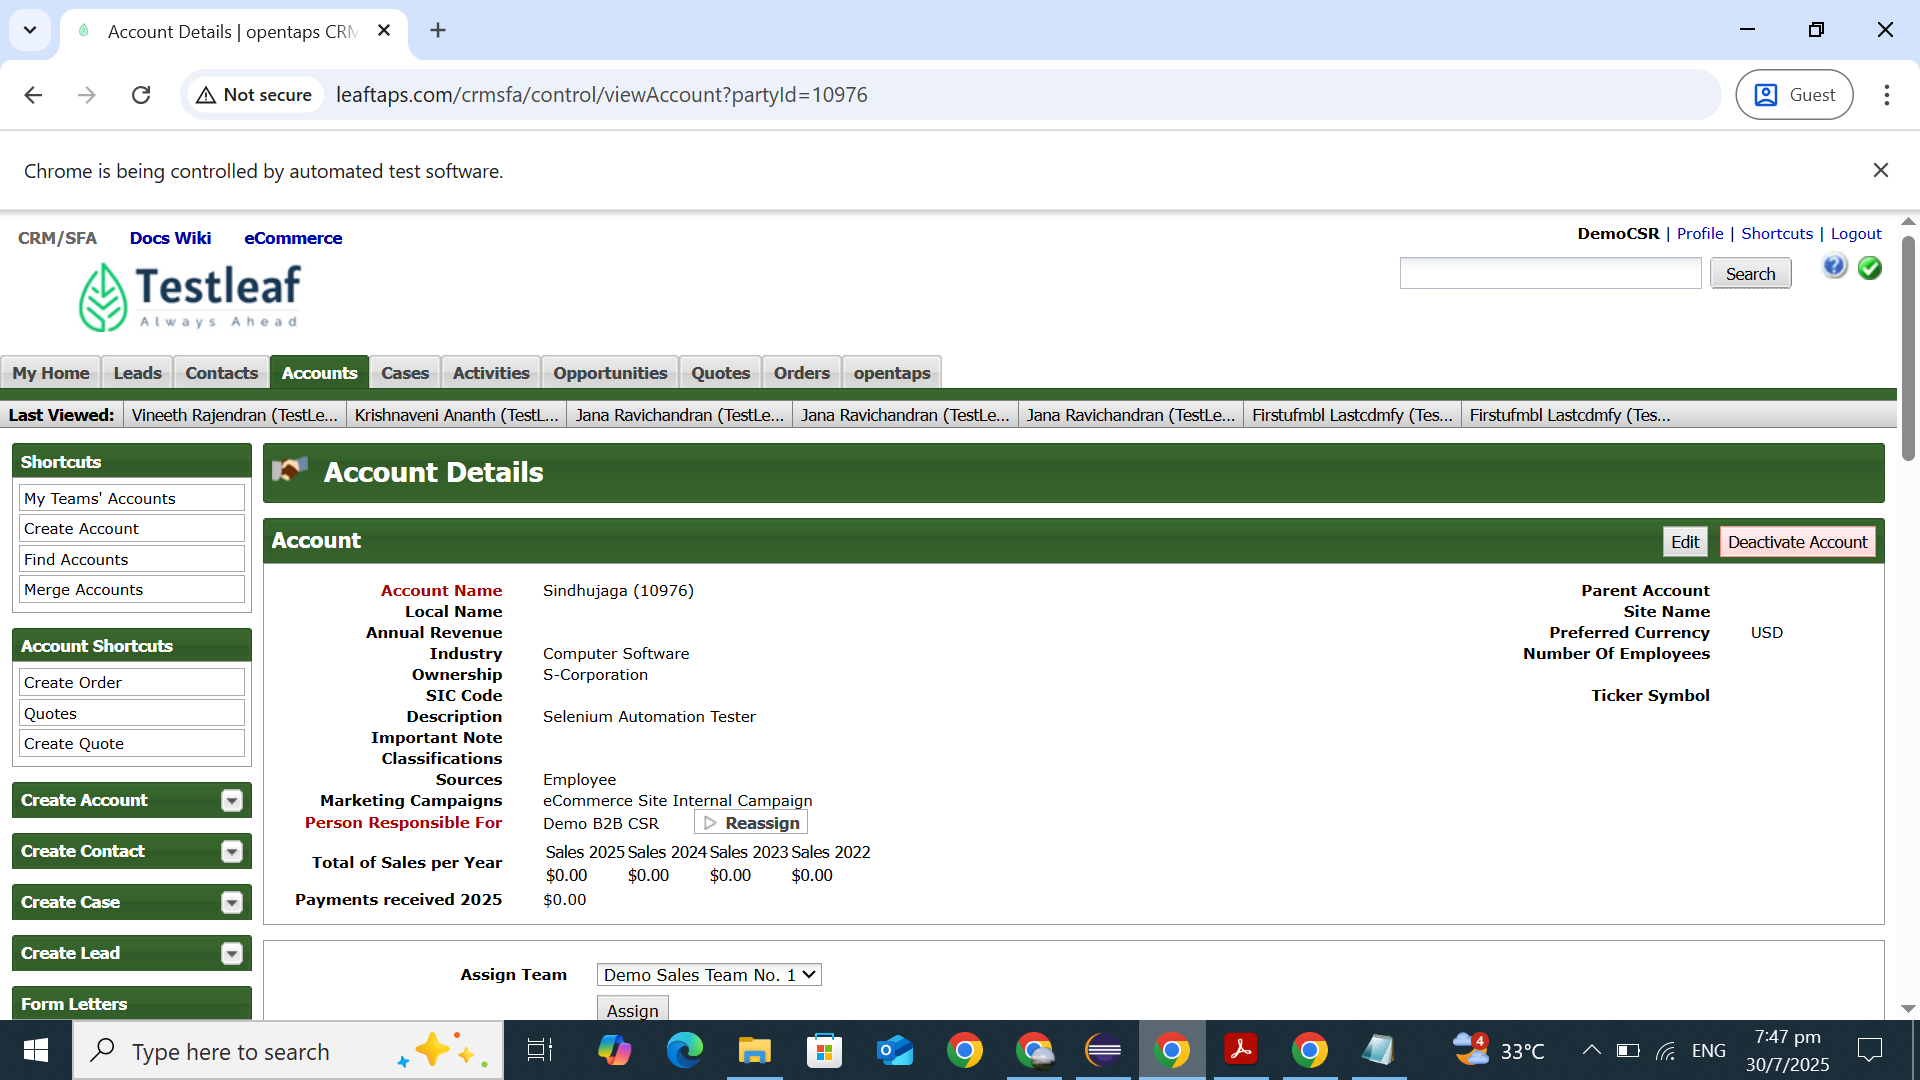 Account Details | opentaps CRM
Not secure
leaftaps.com/crmsfa/control/viewAccount?partyId=10976
Guest
Chrome is being controlled by automated test software.
CRM/SFA Docs Wiki eCommerce
DemoCSR | Profile | Shortcuts | Logout
Testleaf
Always Ahead
Search
My Home Leads Contacts Accounts Cases Activities Opportunities Quotes Orders opentaps
Last Viewed: Vineeth Rajendran (TestLe... Krishnaveni Ananth (TestL... Jana Ravichandran (TestLe... Jana Ravichandran (TestLe... Jana Ravichandran (TestLe... Firstufmbl Lastcdmfy (Tes... Firstufmbl Lastcdmfy (Tes...
Shortcuts
My Teams' Accounts
Create Account
Find Accounts
Merge Accounts
Account Shortcuts
Create Order
Quotes
Create Quote
Create Account
Create Contact
Create Case
Create Lead
Form Letters
Account Details
Account
Edit Deactivate Account
Account Name Sindhujaga (10976)
Local Name
Annual Revenue
Industry Computer Software
Ownership S-Corporation
SIC Code
Description Selenium Automation Tester
Important Note
Classifications
Sources Employee
Marketing Campaigns eCommerce Site Internal Campaign
Person Responsible For Demo B2B CSR Reassign
Total of Sales per Year
Sales 2025 Sales 2024 Sales 2023 Sales 2022
$0.00 $0.00 $0.00 $0.00
Payments received 2025 $0.00
Parent Account
Site Name
Preferred Currency USD
Number Of Employees
Ticker Symbol
Assign Team Demo Sales Team No. 1
Assign
Type here to search
4
33°C
ENG
7:47 pm
30/7/2025